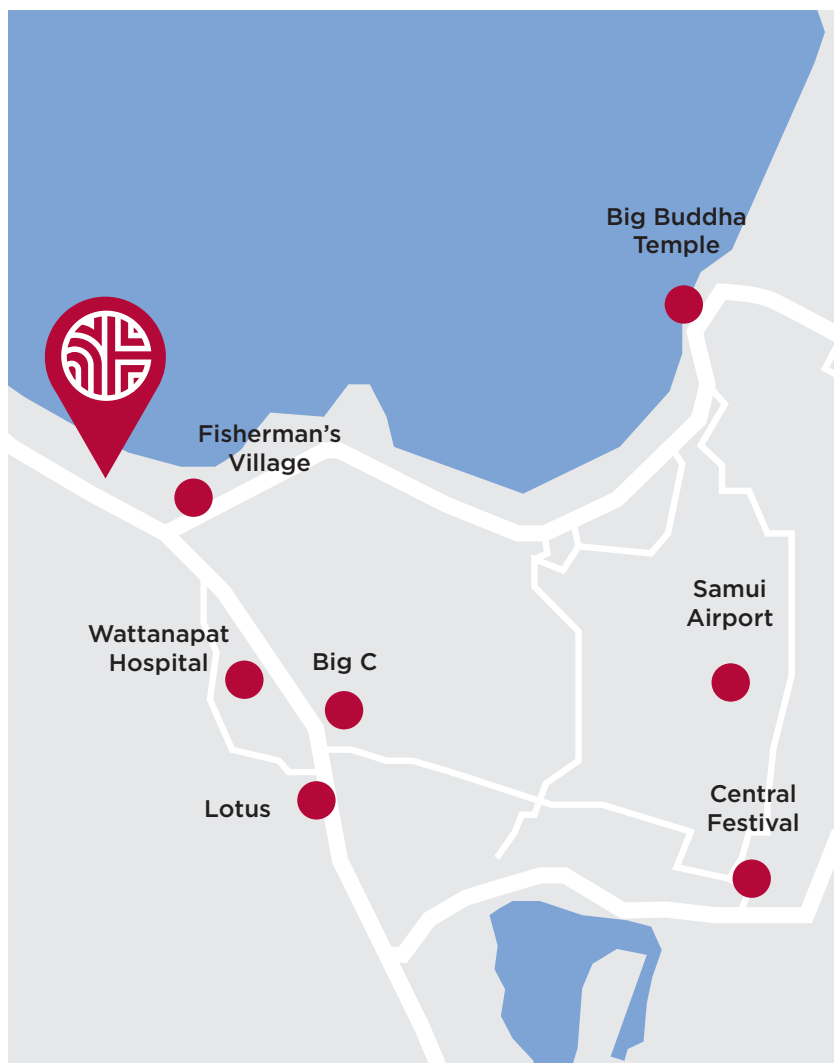 Big Buddha
Temple
Fisherman’s
Village
Samui
Airport
Wattanapat
Hospital
Big C
Central
Festival
Lotus